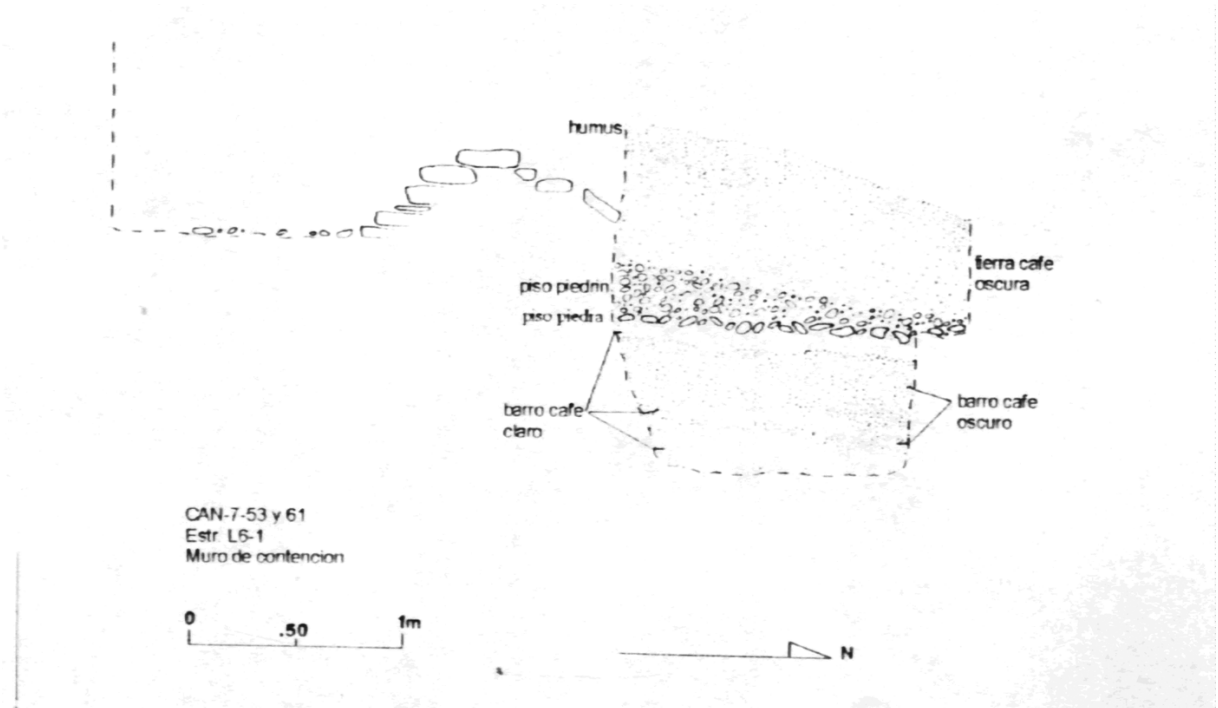 humus
tierra cafe
oscura
piso piedrin
piso piedra
barro cafe
claro
barro cafe
oscuro
CAN-7-53 y 61
Estr. L6-1
Muro de contencion
0
.50
1m
N